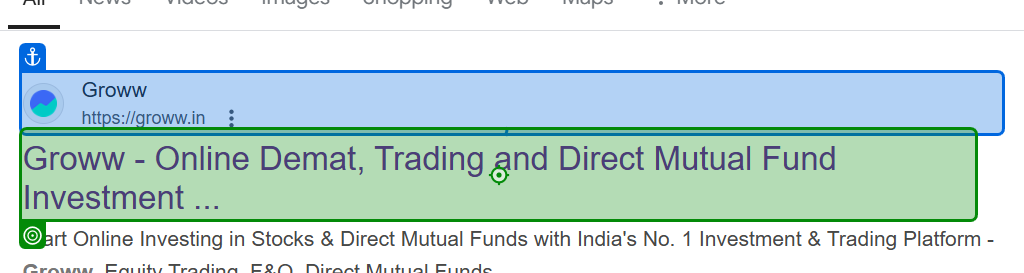 All News Videos Images Shopping Web Maps More
Groww
https://groww.in
Groww - Online Demat, Trading and Direct Mutual Fund
Investment ...
art Online Investing in Stocks & Direct Mutual Funds with India's No. 1 Investment & Trading Platform -
Groww. Equity Trading, F&O, Direct Mutual Funds